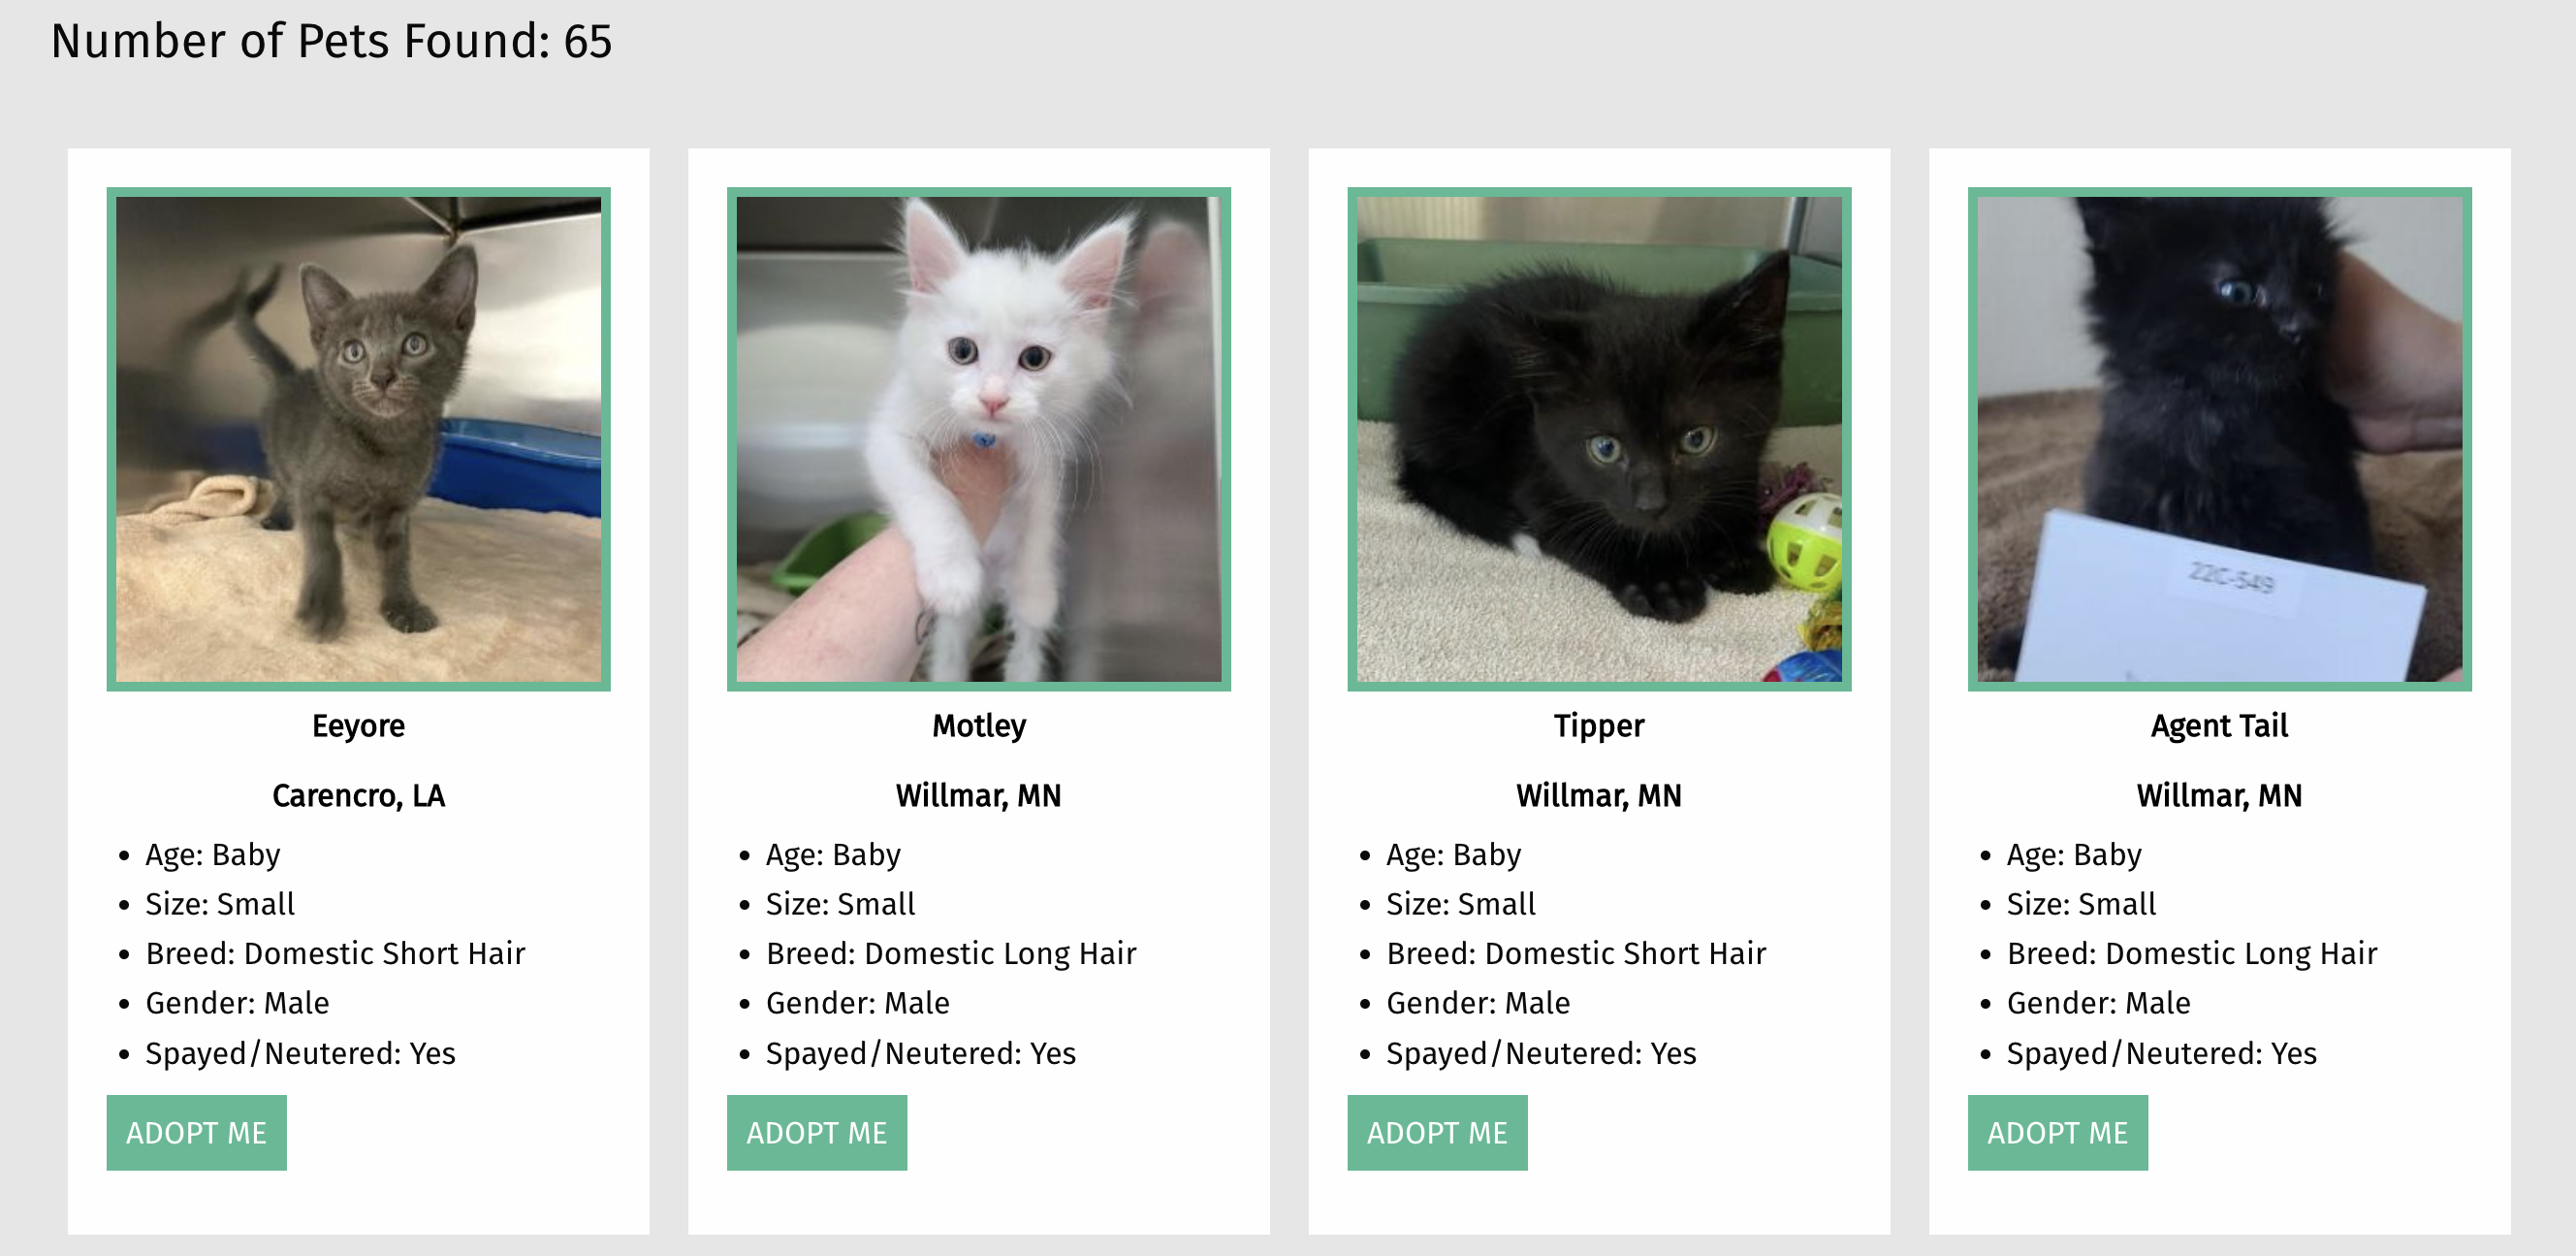 Number of Pets Found: 65
22C-549
Eeyore
Carencro, LA
• Age: Baby
• Size: Small
• Breed: Domestic Short Hair
• Gender: Male
• Spayed/Neutered: Yes
ADOPT ME
Motley
Willmar, MN
• Age: Baby
• Size: Small
• Breed: Domestic Long Hair
• Gender: Male
• Spayed/Neutered: Yes
ADOPT ME
Tipper
Willmar, MN
• Age: Baby
• Size: Small
• Breed: Domestic Short Hair
• Gender: Male
• Spayed/Neutered: Yes
ADOPT ME
Agent Tail
Willmar, MN
• Age: Baby
• Size: Small
• Breed: Domestic Long Hair
• Gender: Male
• Spayed/Neutered: Yes
ADOPT ME